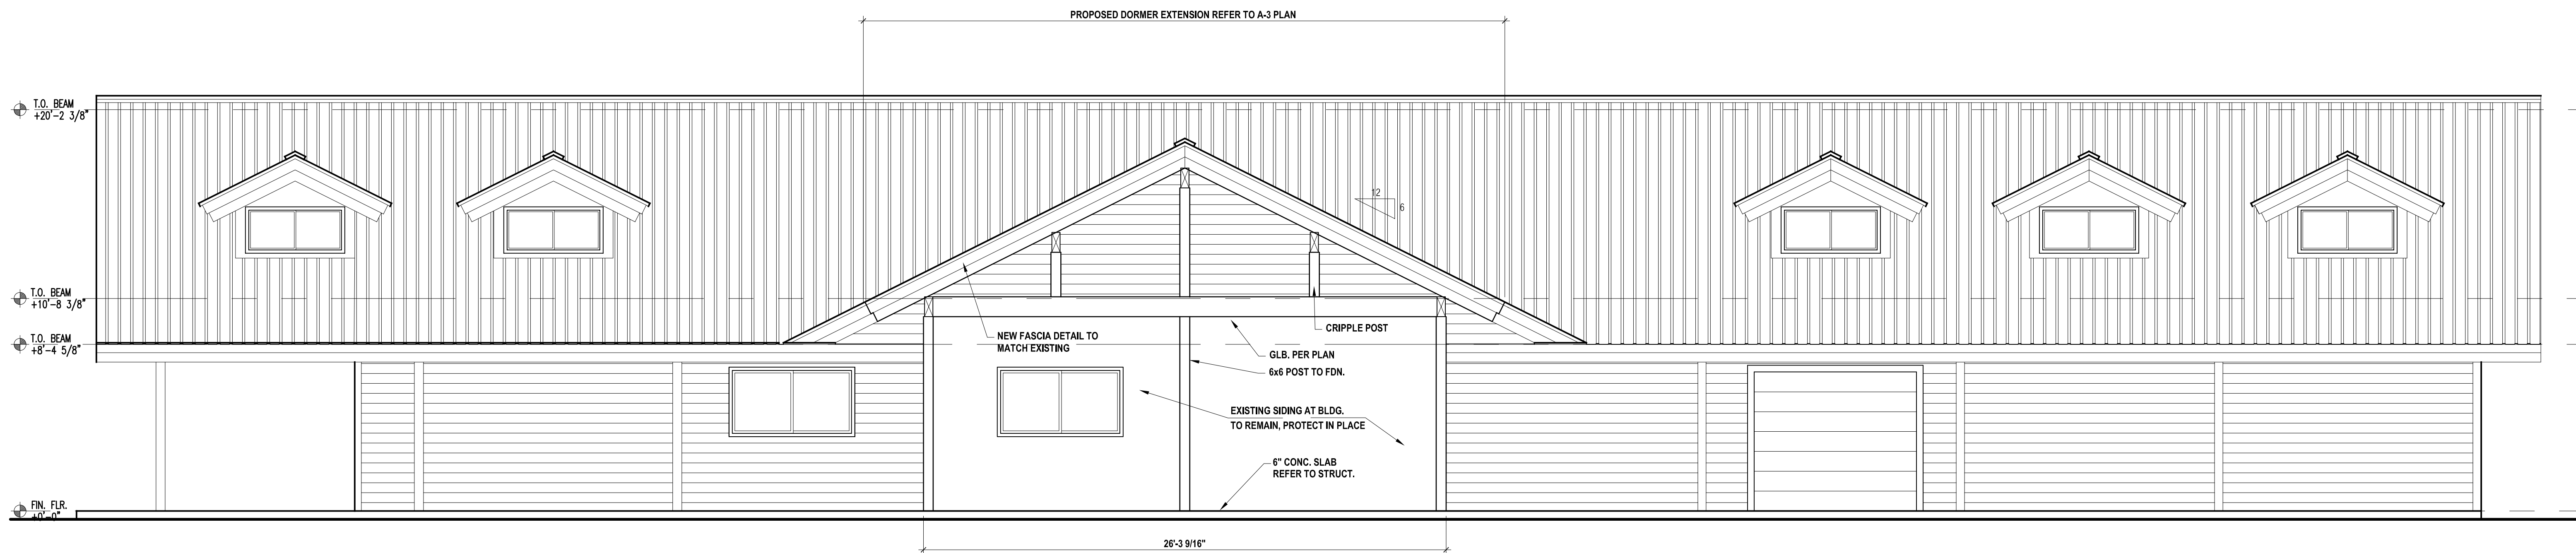 PROPOSED DORMER EXTENSION REFER TO A-3 PLAN
T.O. BEAM
+20'-2 3/8"
12
6
T.O. BEAM
+10'-8 3/8"
CRIPPLE POST
NEW FASCIA DETAIL TO
MATCH EXISTING
T.O. BEAM
+8'-4 5/8"
GLB. PER PLAN
6x6 POST TO FDN.
EXISTING SIDING AT BLDG.
TO REMAIN, PROTECT IN PLACE
6" CONC. SLAB
REFER TO STRUCT.
FIN. FLR.
+0'-0"
26'-3 9/16"